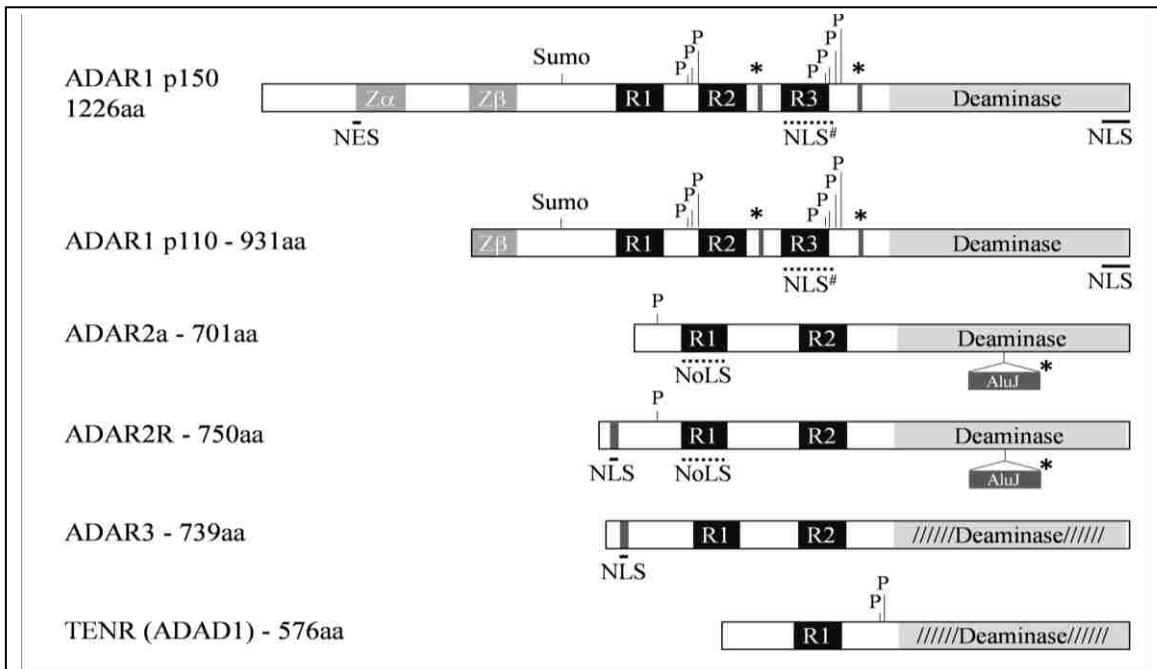 P
P P
P P P
Sumo P * P *
ADAR1 p150
1226aa
Zα Zβ R1 R2 R3 Deaminase
NES NLS# NLS
P
P P
P P P
Sumo P * P *
ADAR1 p110 - 931aa
Zβ R1 R2 R3 Deaminase
NLS# NLS
P
ADAR2a - 701aa R1 R2 Deaminase
NoLS AluJ *
P
ADAR2R - 750aa R1 R2 Deaminase
NLS NoLS AluJ *
ADAR3 - 739aa R1 R2 //////Deaminase//////
NLS
P
P
TENR (ADAD1) - 576aa R1 //////Deaminase//////